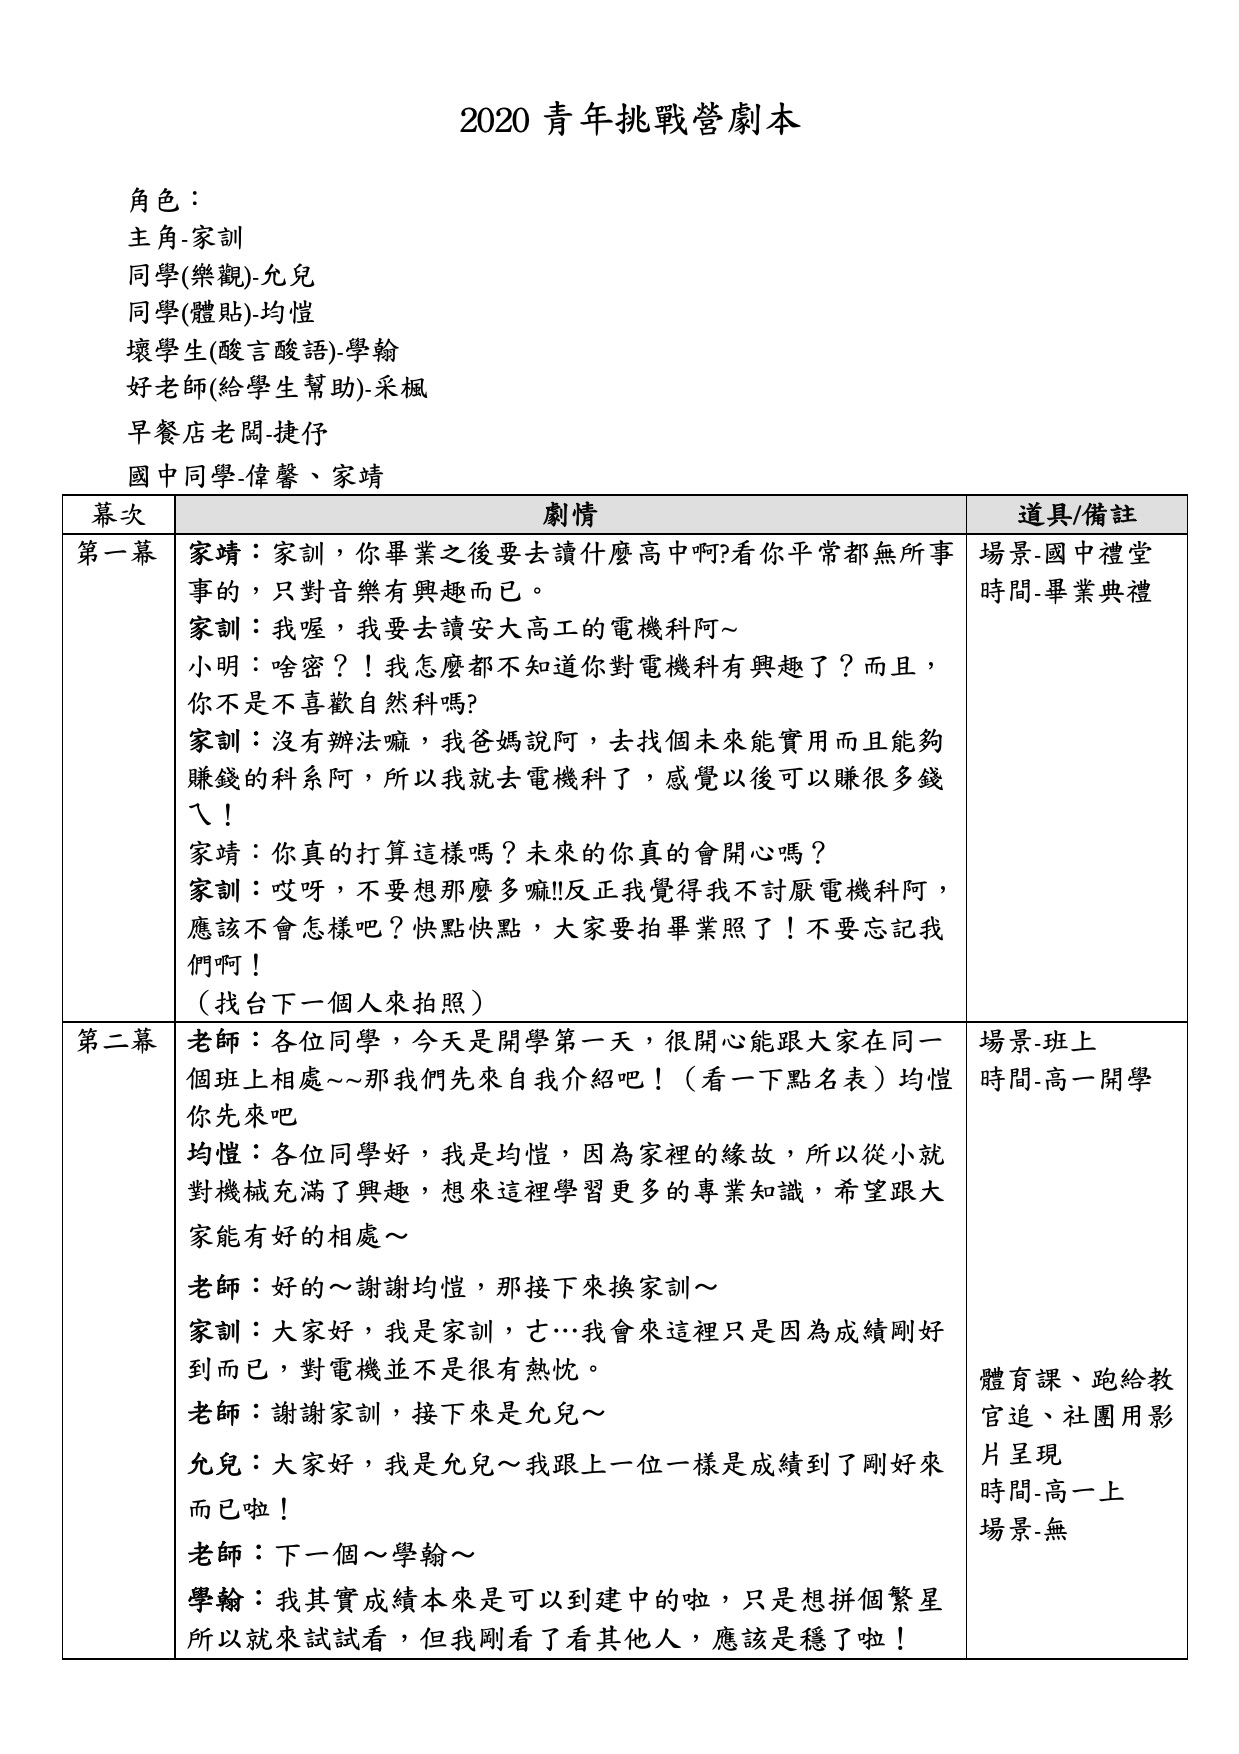 2020 青年挑戰營劇本
角色：
主角-家訓
同學(樂觀)-允兒
同學(體貼)-均愷
壞學生(酸言酸語)-學翰
好老師(給學生幫助)-采楓
早餐店老闆-捷伃
國中同學-偉馨、家靖
幕次 劇情 道具/備註
第一幕
家靖：家訓，你畢業之後要去讀什麼高中啊?看你平常都無所事
事的，只對音樂有興趣而已。
家訓：我喔，我要去讀安大高工的電機科阿~
小明：啥密？！我怎麼都不知道你對電機科有興趣了？而且，
你不是不喜歡自然科嗎?
家訓：沒有辦法嘛，我爸媽說阿，去找個未來能實用而且能夠
賺錢的科系阿，所以我就去電機科了，感覺以後可以賺很多錢
ㄟ！
家靖：你真的打算這樣嗎？未來的你真的會開心嗎？
家訓：哎呀，不要想那麼多嘛!!反正我覺得我不討厭電機科阿，
應該不會怎樣吧？快點快點，大家要拍畢業照了！不要忘記我
們啊！
（找台下一個人來拍照）
場景-國中禮堂
時間-畢業典禮
第二幕
老師：各位同學，今天是開學第一天，很開心能跟大家在同一
個班上相處~~那我們先來自我介紹吧！（看一下點名表）均愷
你先來吧
均愷：各位同學好，我是均愷，因為家裡的緣故，所以從小就
對機械充滿了興趣，想來這裡學習更多的專業知識，希望跟大
家能有好的相處～
老師：好的～謝謝均愷，那接下來換家訓～
家訓：大家好，我是家訓，ㄜ…我會來這裡只是因為成績剛好
到而已，對電機並不是很有熱忱。
老師：謝謝家訓，接下來是允兒～
允兒：大家好，我是允兒～我跟上一位一樣是成績到了剛好來
而已啦！
老師：下一個～學翰～
學翰：我其實成績本來是可以到建中的啦，只是想拼個繁星
所以就來試試看，但我剛看了看其他人，應該是穩了啦！
場景-班上
時間-高一開學
體育課、跑給教
官追、社團用影
片呈現
時間-高一上
場景-無